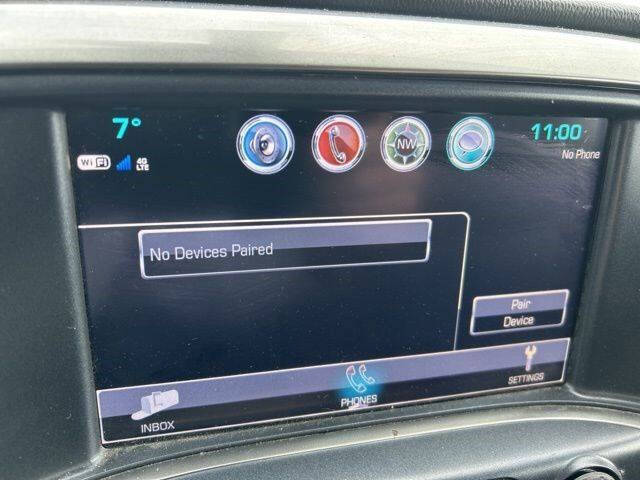 7°
11:00
WiFi
4G
LTE
NW
No Phone
No Devices Paired
Pair
Device
INBOX
PHONES
SETTINGS